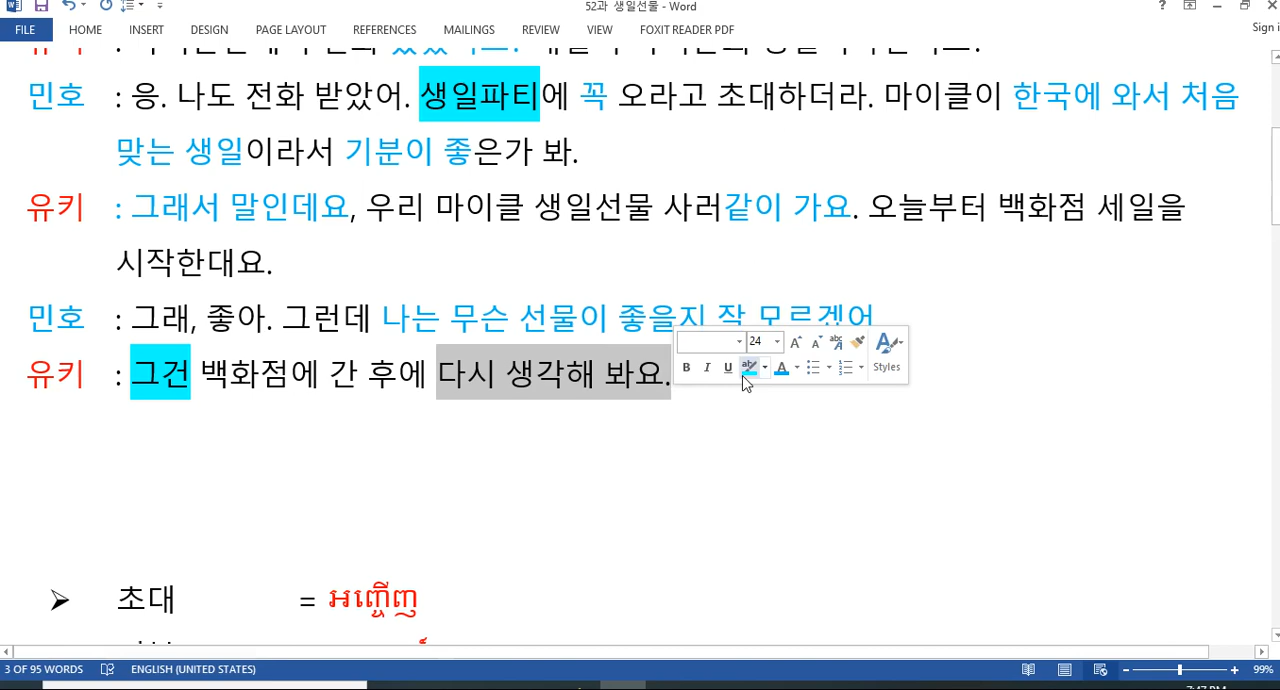 52과 생일선물 - Word
FILE HOME INSERT DESIGN PAGE LAYOUT REFERENCES MAILINGS REVIEW VIEW FOXIT READER PDF Sign i
민호 : 응. 나도 전화 받았어. 생일파티에 꼭 오라고 초대하더라. 마이클이 한국에 와서 처음
맞는 생일이라서 기분이 좋은가 봐.
유키 : 그래서 말인데요, 우리 마이클 생일선물 사러같이 가요. 오늘부터 백화점 세일을
시작한대요.
민호 : 그래, 좋아. 그런데 나는 무슨 선물이 좋을지 잘 모르겠어
24
유키 : 그건 백화점에 간 후에 다시 생각해 봐요.
B I U Styles
➢ 초대 = អញ្ជើញ
3 OF 95 WORDS ENGLISH (UNITED STATES) 99%